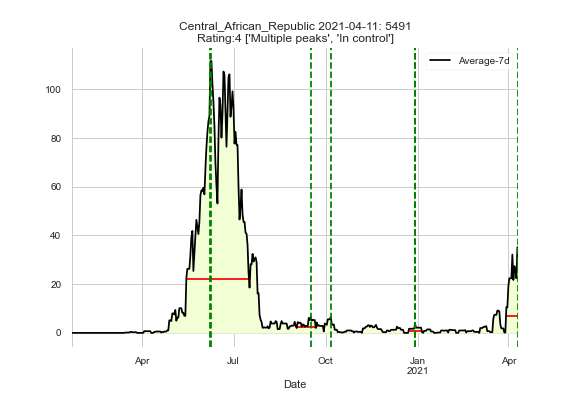 Central_African_Republic 2021-04-11: 5491
Rating:4 ['Multiple peaks', 'In control']
Average-7d
100
80
60
40
20
0
Apr Jul Oct Jan Apr
2021
Date